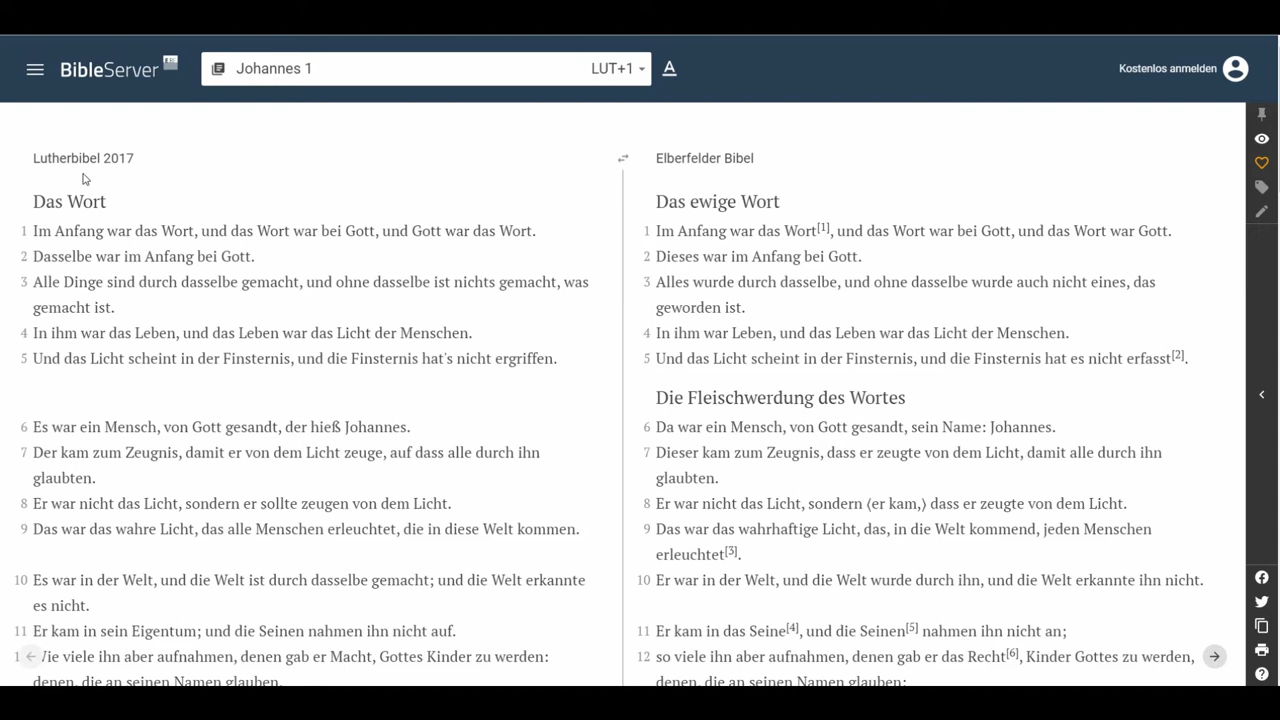 BibleServer
Johannes 1
LUT+1
A
Kostenlos anmelden
Lutherbibel 2017
Das Wort
1 Im Anfang war das Wort, und das Wort war bei Gott, und Gott war das Wort.
2 Dasselbe war im Anfang bei Gott.
3 Alle Dinge sind durch dasselbe gemacht, und ohne dasselbe ist nichts gemacht, was
gemacht ist.
4 In ihm war das Leben, und das Leben war das Licht der Menschen.
5 Und das Licht scheint in der Finsternis, und die Finsternis hat's nicht ergriffen.
6 Es war ein Mensch, von Gott gesandt, der hieß Johannes.
7 Der kam zum Zeugnis, damit er von dem Licht zeuge, auf dass alle durch ihn
glaubten.
8 Er war nicht das Licht, sondern er sollte zeugen von dem Licht.
9 Das war das wahre Licht, das alle Menschen erleuchtet, die in diese Welt kommen.
10 Es war in der Welt, und die Welt ist durch dasselbe gemacht; und die Welt erkannte
es nicht.
11 Er kam in sein Eigentum; und die Seinen nahmen ihn nicht auf.
Wie viele ihn aber aufnahmen, denen gab er Macht, Gottes Kinder zu werden:
denen, die an seinen Namen glauben,
Elberfelder Bibel
Das ewige Wort
1 Im Anfang war das Wort[1], und das Wort war bei Gott, und das Wort war Gott.
2 Dieses war im Anfang bei Gott.
3 Alles wurde durch dasselbe, und ohne dasselbe wurde auch nicht eines, das
geworden ist.
4 In ihm war Leben, und das Leben war das Licht der Menschen.
5 Und das Licht scheint in der Finsternis, und die Finsternis hat es nicht erfasst[2].
Die Fleischwerdung des Wortes
6 Da war ein Mensch, von Gott gesandt, sein Name: Johannes.
7 Dieser kam zum Zeugnis, dass er zeugte von dem Licht, damit alle durch ihn
glaubten.
8 Er war nicht das Licht, sondern ⟨er kam,⟩ dass er zeugte von dem Licht.
9 Das war das wahrhaftige Licht, das, in die Welt kommend, jeden Menschen
erleuchtet[3].
10 Er war in der Welt, und die Welt wurde durch ihn, und die Welt erkannte ihn nicht.
11 Er kam in das Seine[4], und die Seinen[5] nahmen ihn nicht an;
12 so viele ihn aber aufnahmen, denen gab er das Recht[6], Kinder Gottes zu werden,
denen, die an seinen Namen glauben;